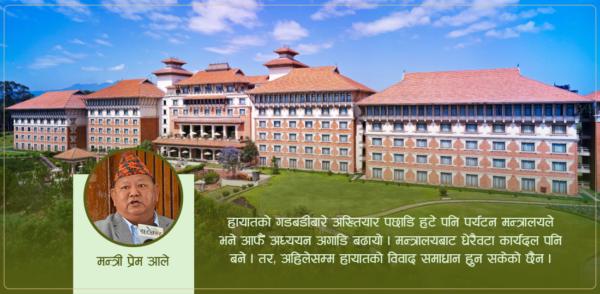 हायातको गडबडीबारे अख्तियार पछाडि हटे पनि पर्यटन मन्त्रालयले
भने आफैं अध्ययन अगाडि बढायो । मन्त्रालयबाट धेरैवटा कार्यदल पनि
बने । तर, अहिलेसम्म हायातको विवाद समाधान हुन सकेको छैन ।
मन्त्री प्रेम आले